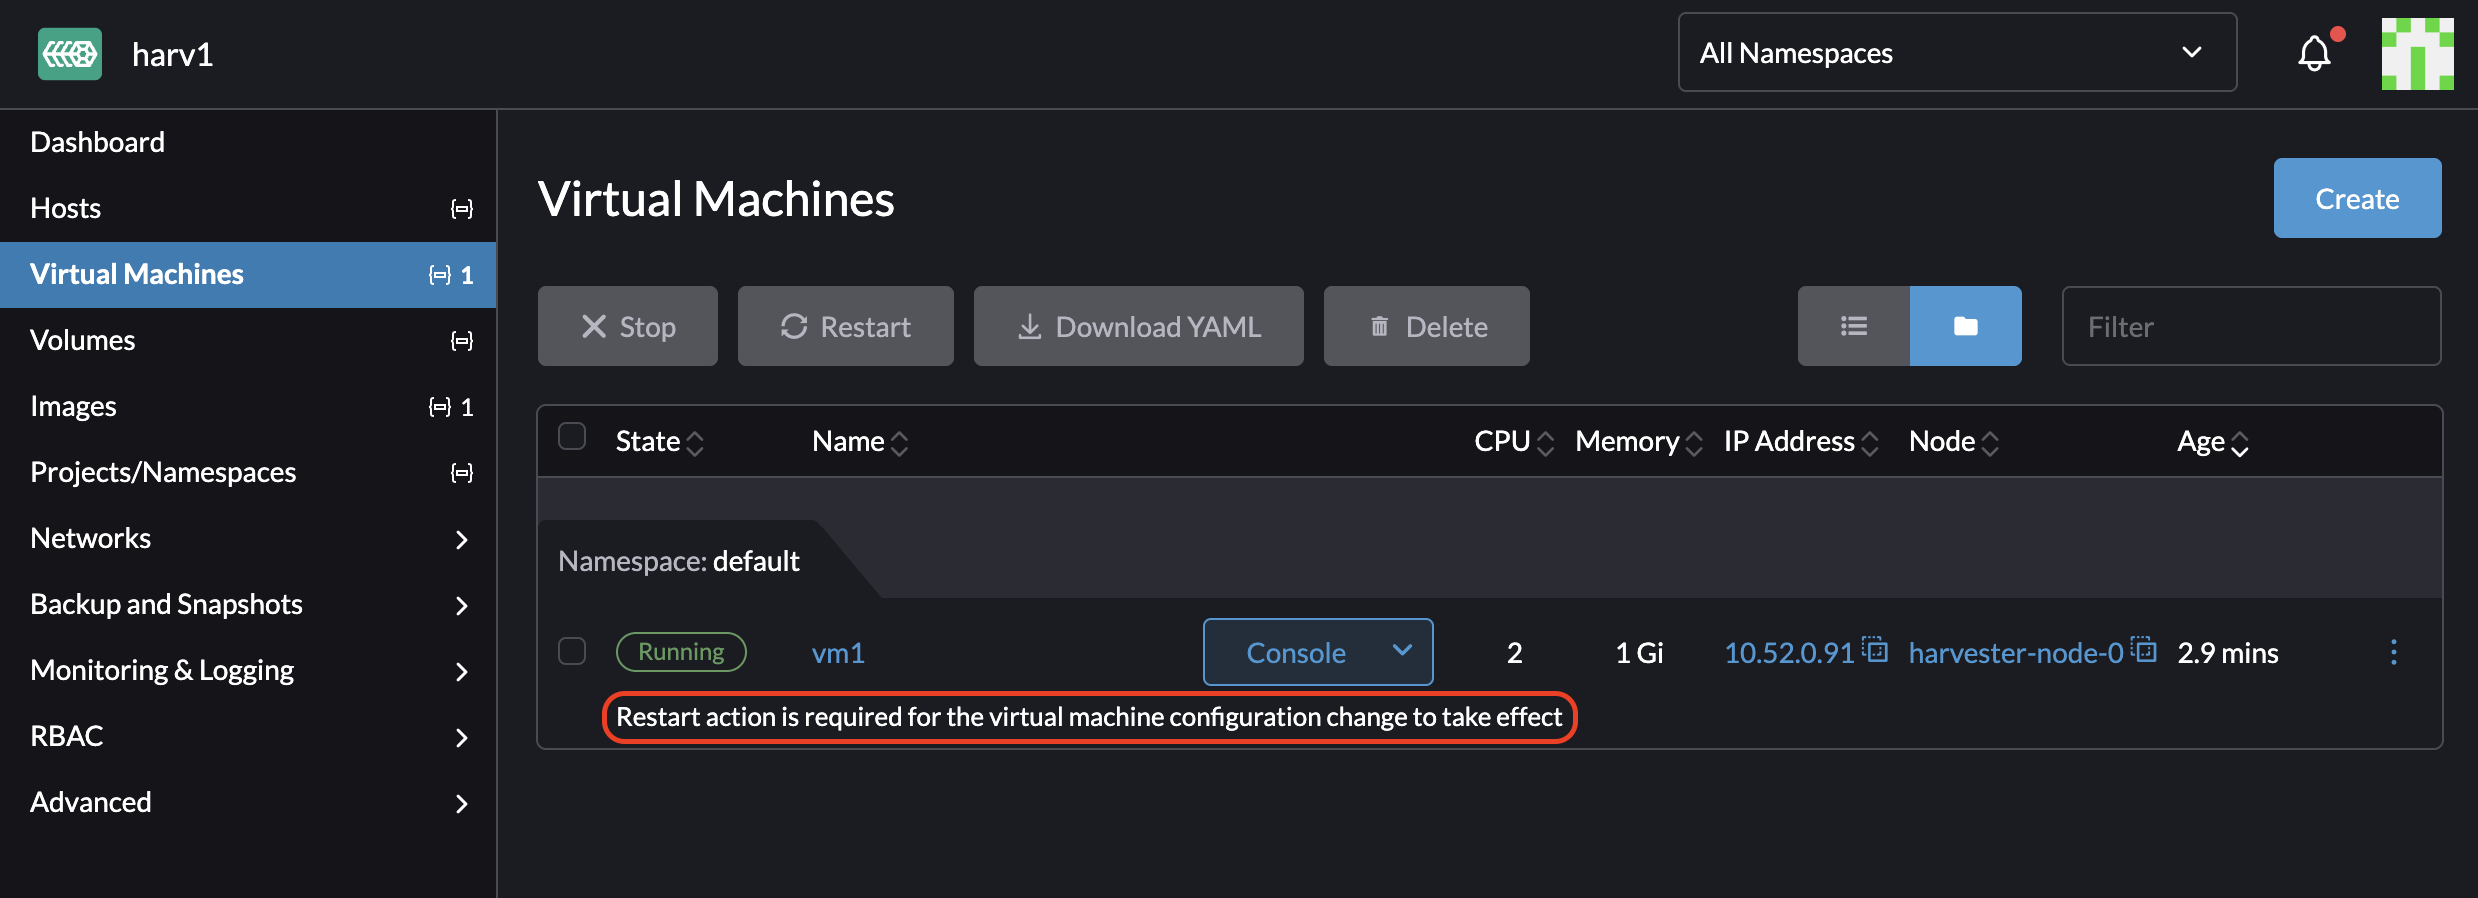 harv1
All Namespaces
Dashboard
Hosts
Virtual Machines 1
Volumes
Images 1
Projects/Namespaces
Networks
Backup and Snapshots
Monitoring & Logging
RBAC
Advanced
Virtual Machines
Create
Stop Restart Download YAML Delete Filter
State Name CPU Memory IP Address Node Age
Namespace: default
Running vm1 Console 2 1 Gi 10.52.0.91 harvester-node-0 2.9 mins
Restart action is required for the virtual machine configuration change to take effect